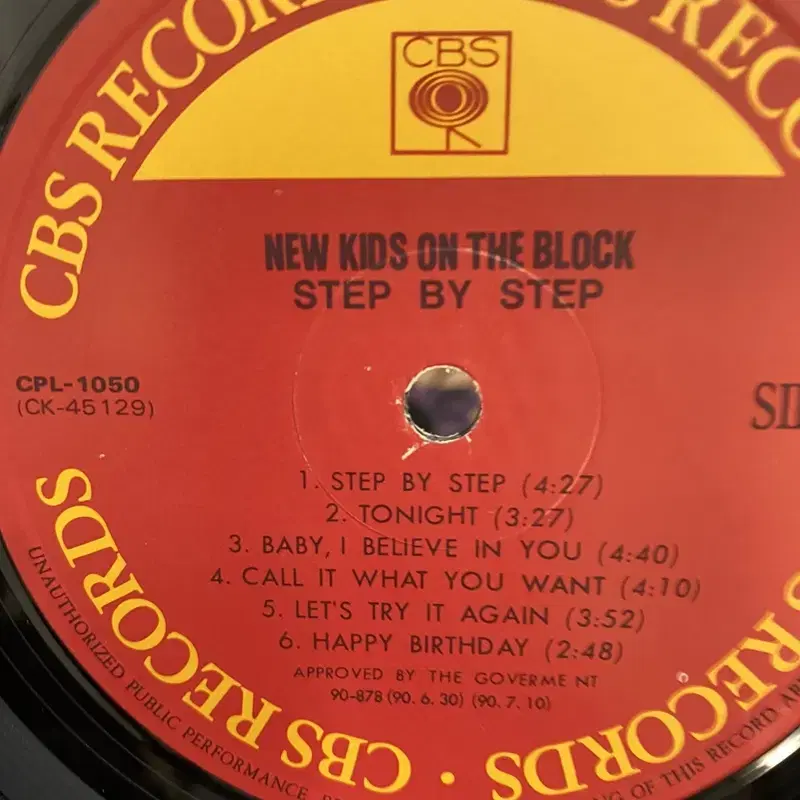 CBS RECORDS
CBS
NEW KIDS ON THE BLOCK
STEP BY STEP
CPL-1050
(CK-45129)
1. STEP BY STEP (4:27)
2. TONIGHT (3:27)
3. BABY, I BELIEVE IN YOU (4:40)
4. CALL IT WHAT YOU WANT (4:10)
5. LET'S TRY IT AGAIN (3:52)
6. HAPPY BIRTHDAY (2:48)
APPROVED BY THE GOVERME NT
90-878 (90. 6. 30) (90. 7. 10)
CBS RECORDS · CBS RECORDS
UNAUTHORIZED PUBLIC PERFORMANCE
OF THIS RECORD